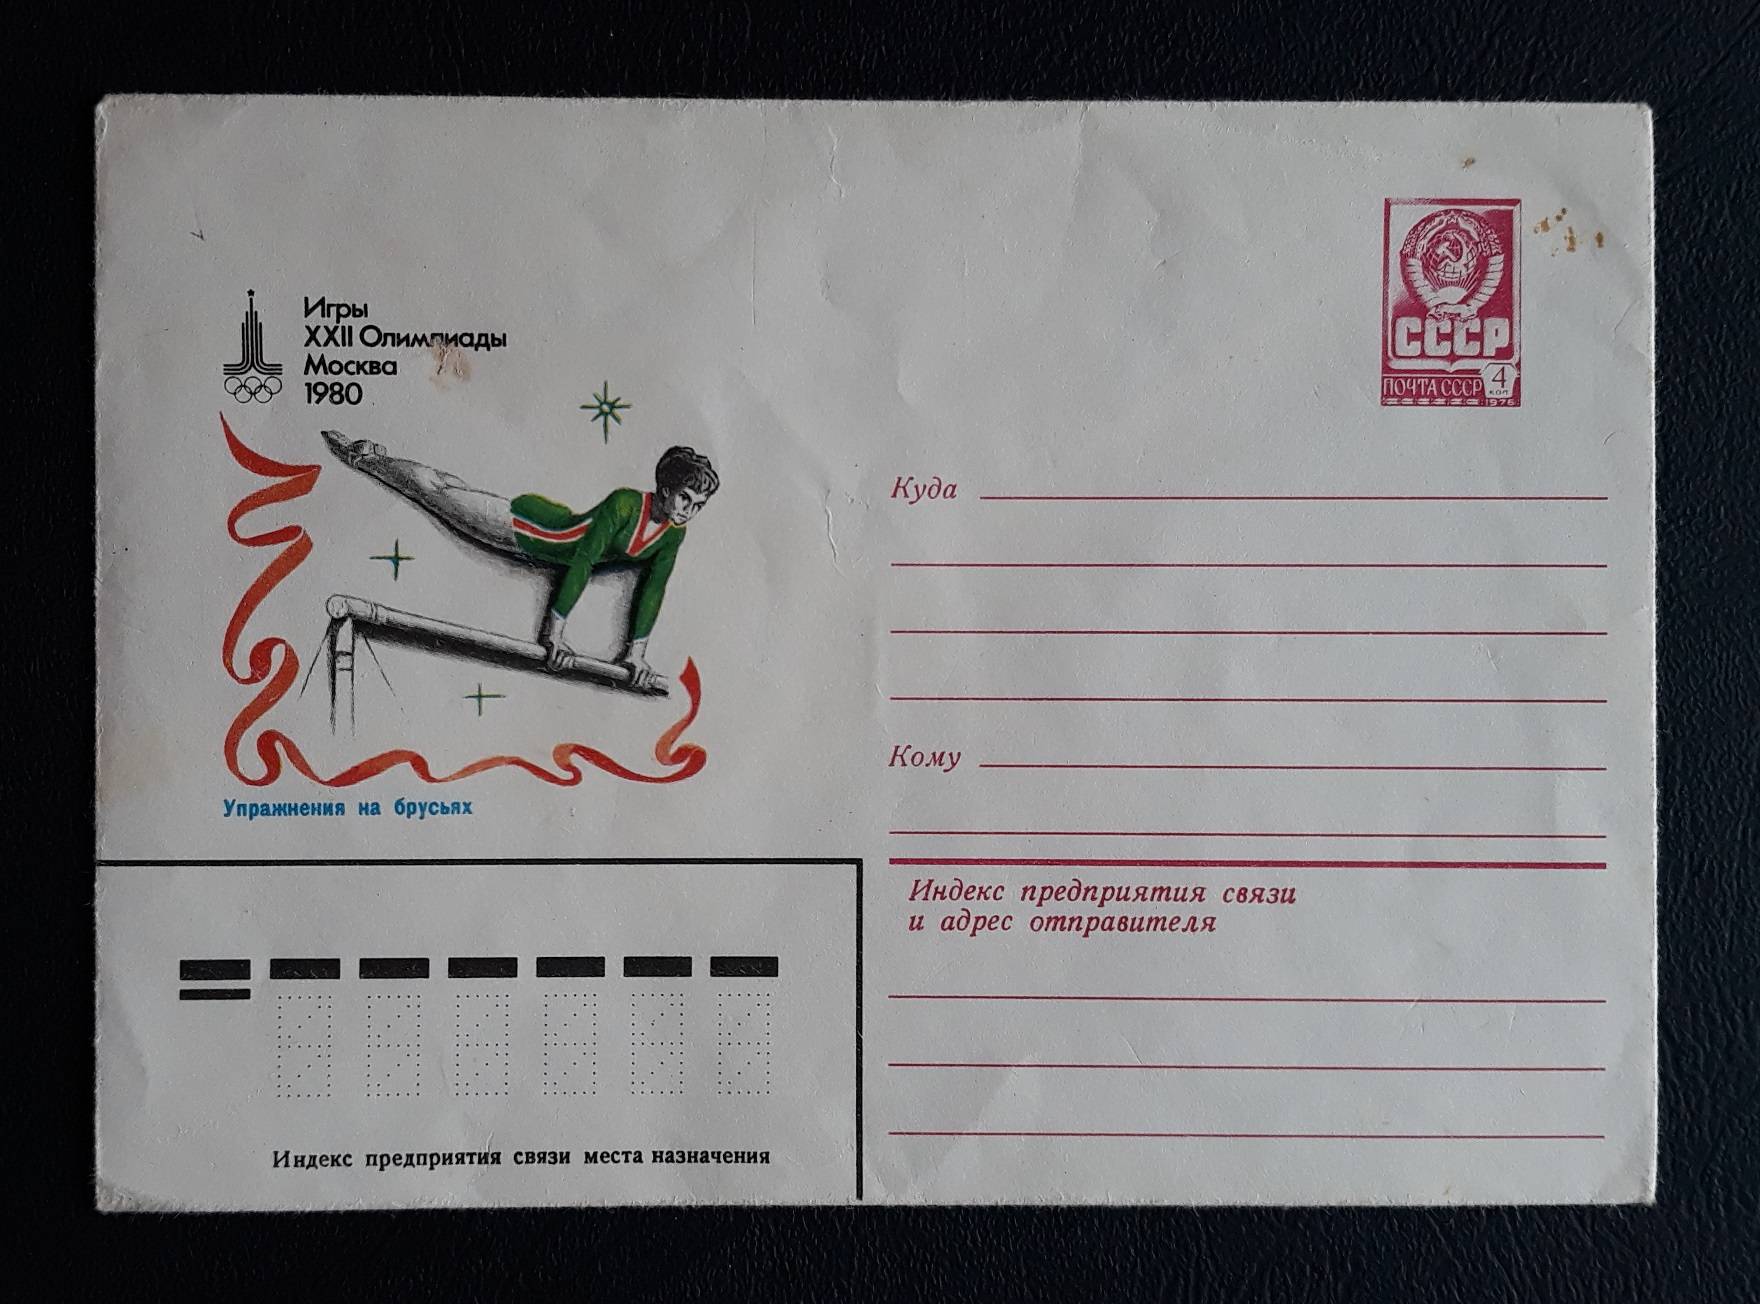 Игры
XXII Олимпиады
Москва
1980
СССР
ПОЧТА СССР 4
КОП
1976
Куда
Кому
Упражнения на брусьях
Индекс предприятия связи
и адрес отправителя
Индекс предприятия связи места назначения